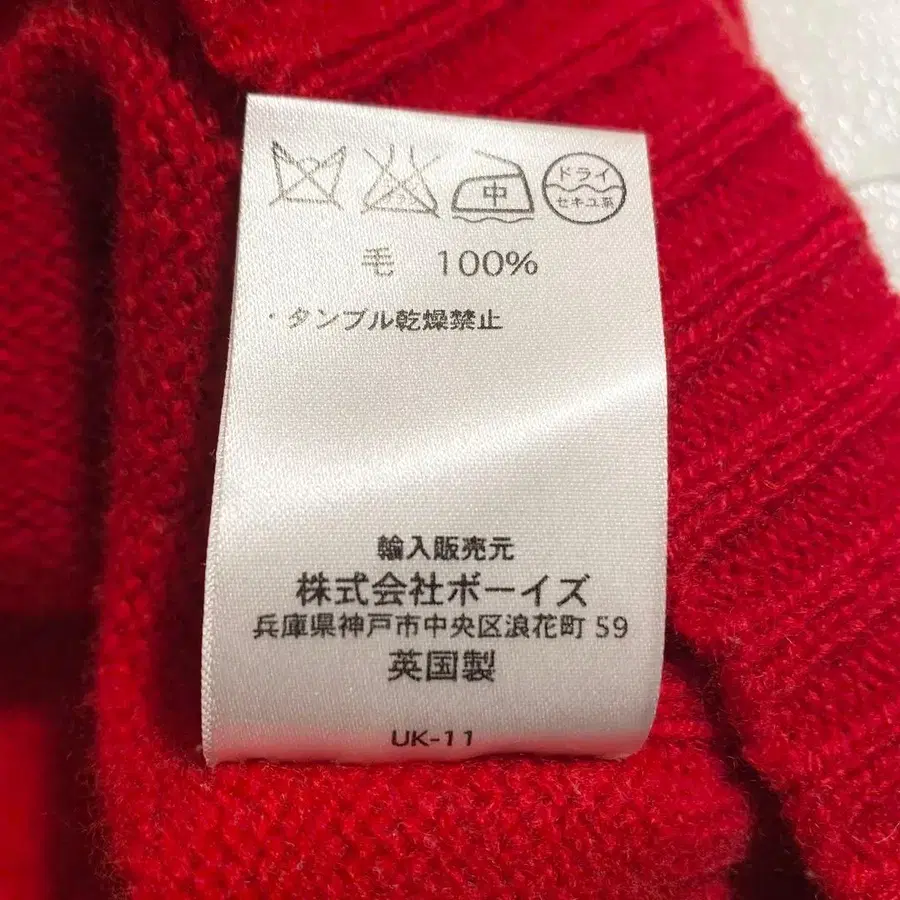 中 ドライ
セキユ系
毛 100%
・タンブル乾燥禁止
輸入販売元
株式会社ボーイズ
兵庫県神戸市中央区浪花町 59
英国製
UK-11